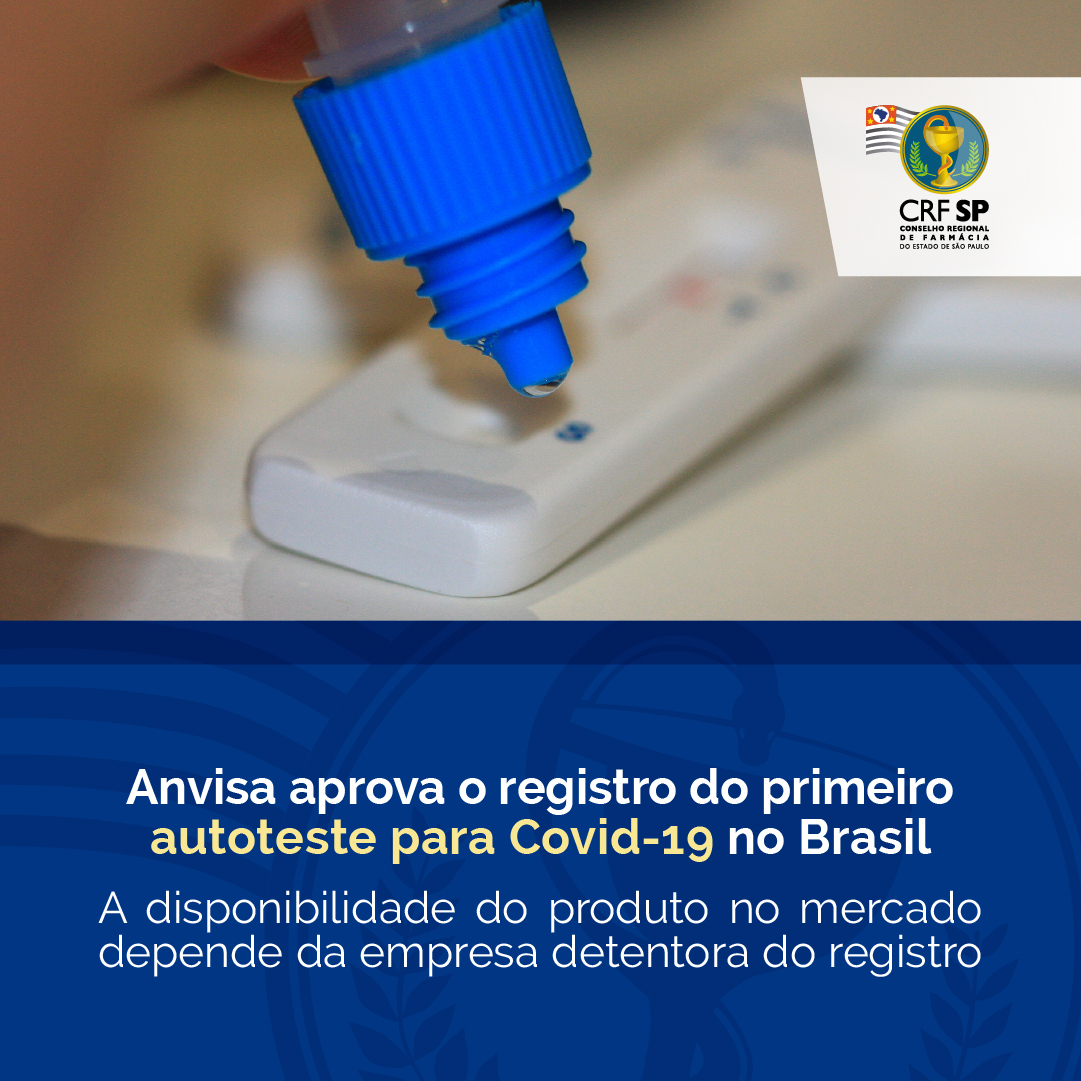 CRF SP
CONSELHO REGIONAL
DE FARMÁCIA
DO ESTADO DE SÃO PAULO
Anvisa aprova o registro do primeiro
autoteste para Covid-19 no Brasil
A disponibilidade do produto no mercado
depende da empresa detentora do registro